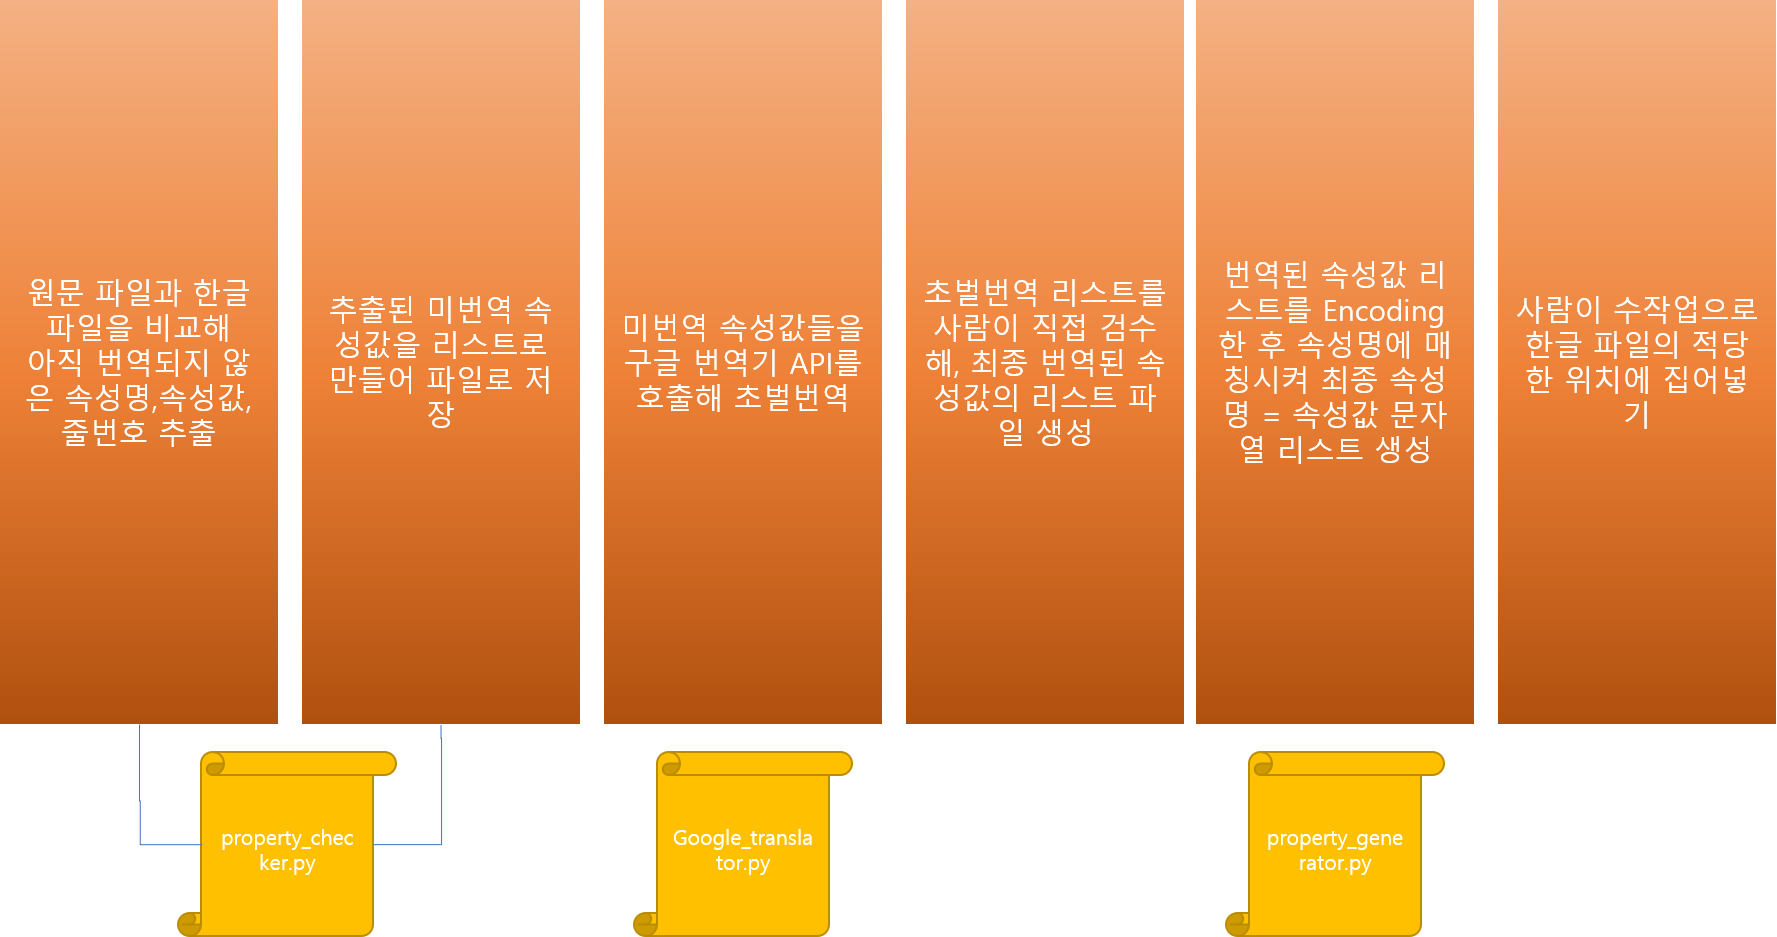 원문 파일과 한글
파일을 비교해
아직 번역되지 않
은 속성명,속성값,
줄번호 추출
추출된 미번역 속
성값을 리스트로
만들어 파일로 저
장
미번역 속성값들을
구글 번역기 API를
호출해 초벌번역
초벌번역 리스트를
사람이 직접 검수
해, 최종 번역된 속
성값의 리스트 파
일 생성
번역된 속성값 리
스트를 Encoding
한 후 속성명에 매
칭시켜 최종 속성
명 = 속성값 문자
열 리스트 생성
사람이 수작업으로
한글 파일의 적당
한 위치에 집어넣
기
property_chec
ker.py
Google_transla
tor.py
property_gene
rator.py